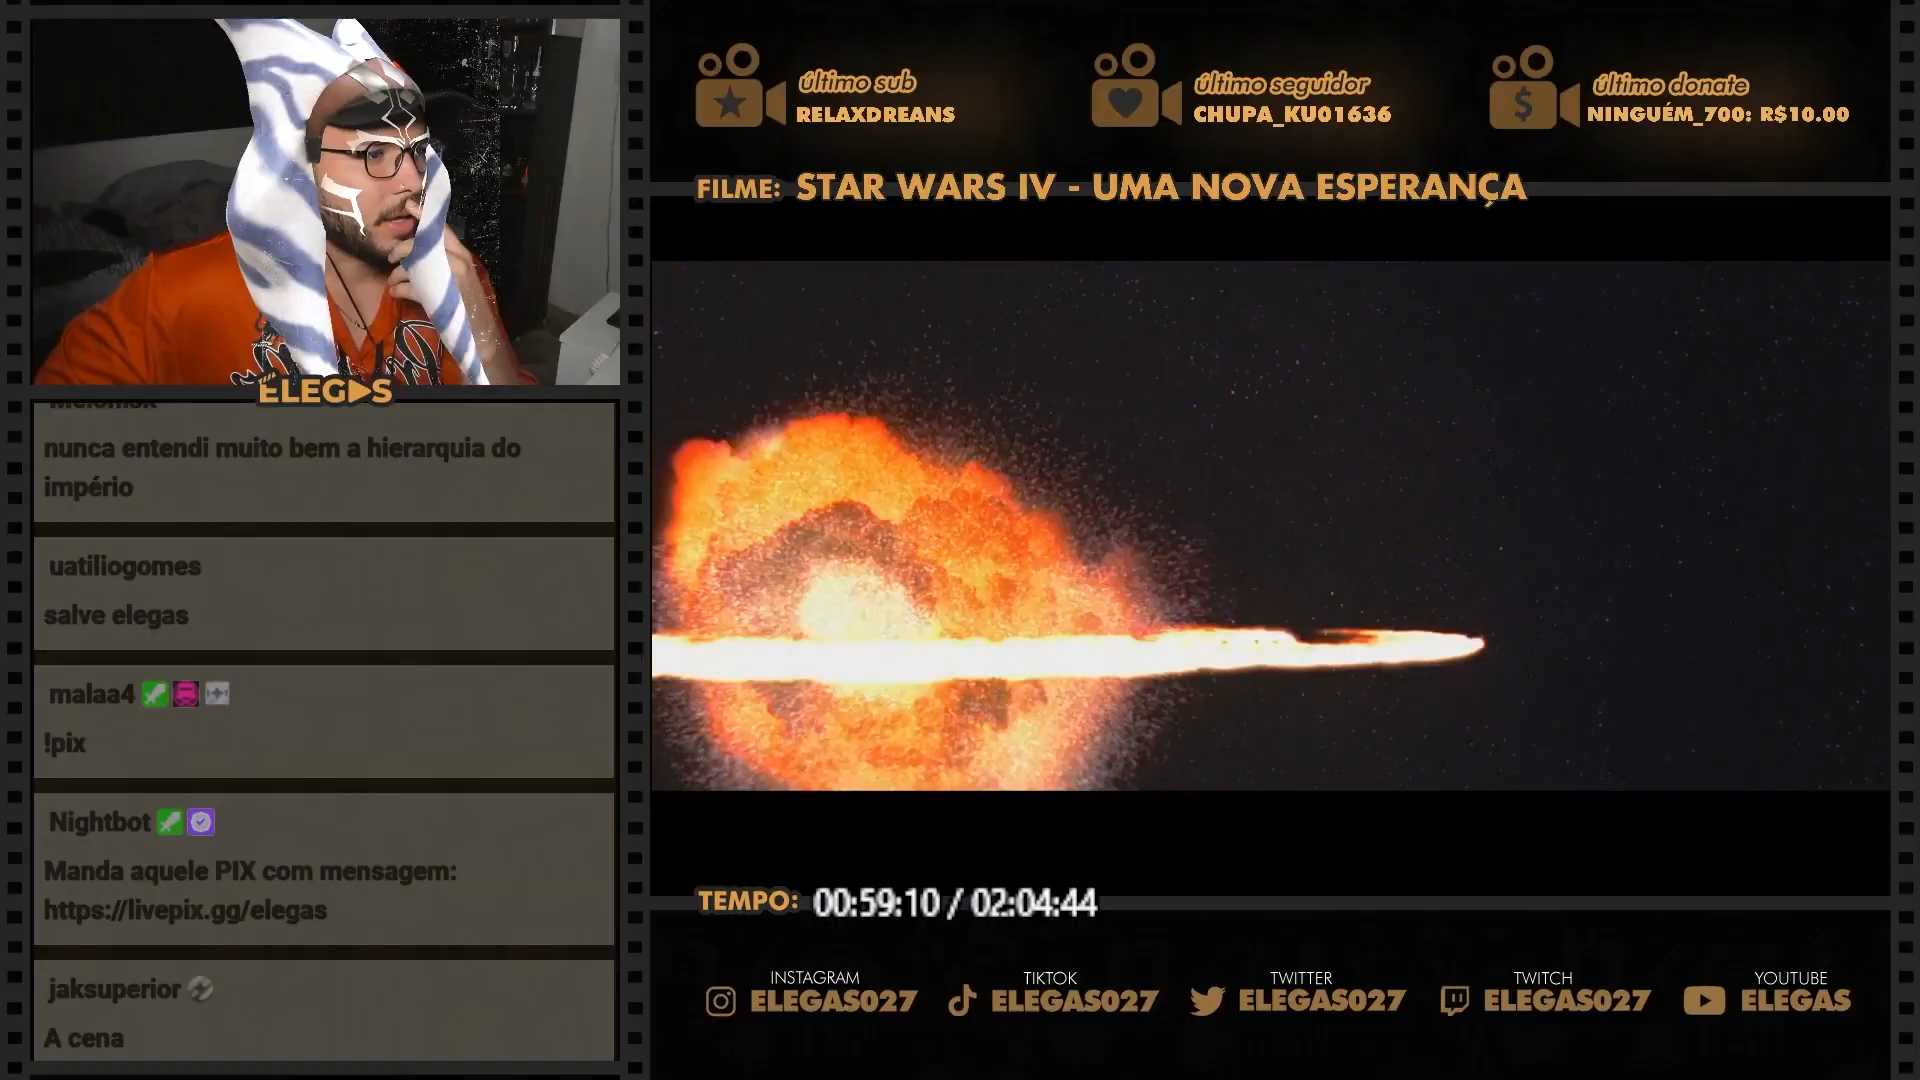 último sub
RELAXDREANS
último seguidor
CHUPA_KU01636
último donate
NINGUÉM_700: R$10.00
FILME: STAR WARS IV - UMA NOVA ESPERANÇA
ELEGAS
nunca entendi muito bem a hierarquia do
império
uatiliogomes
salve elegas
malaa4
!pix
Nightbot
Manda aquele PIX com mensagem:
https://livepix.gg/elegas
jaksuperior
A cena
TEMPO: 00:59:10 / 02:04:44
INSTAGRAM
ELEGAS027
TIKTOK
ELEGAS027
TWITTER
ELEGAS027
TWITCH
ELEGAS027
YOUTUBE
ELEGAS